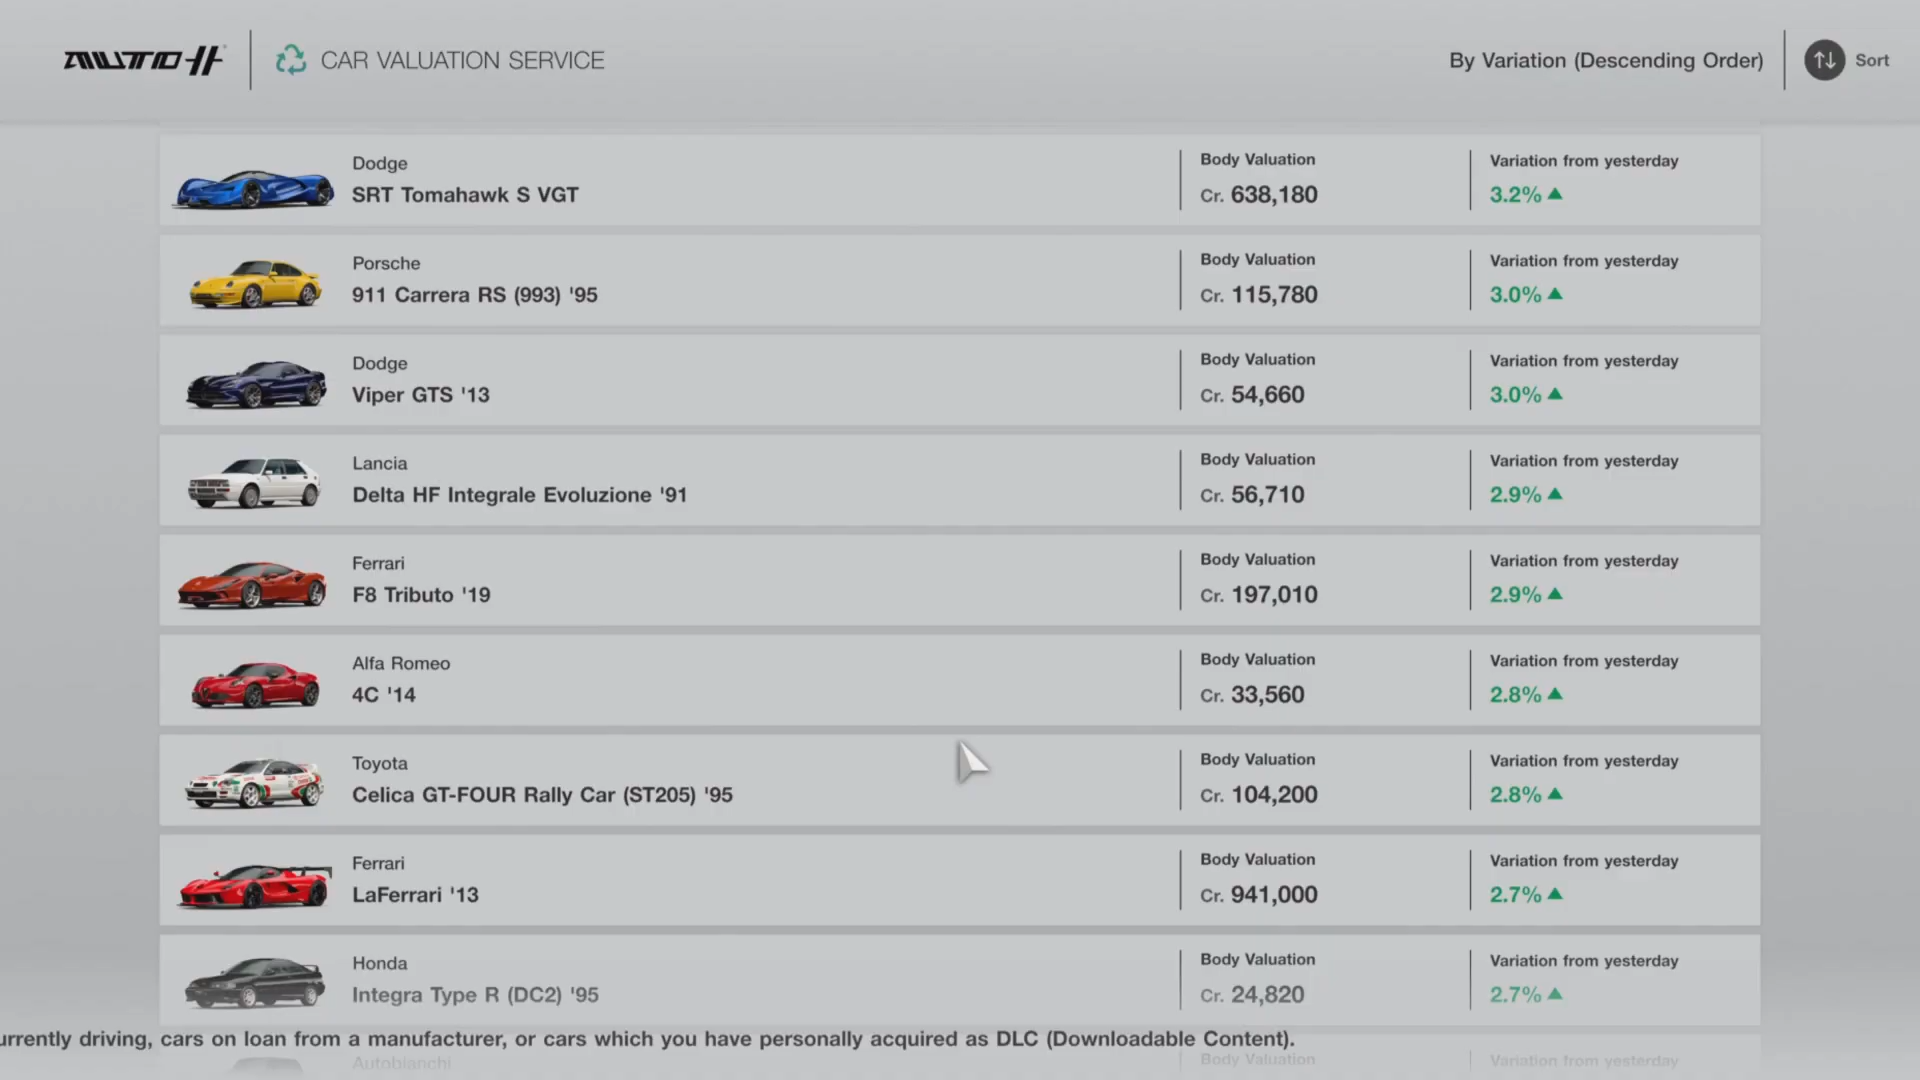 AUTO
CAR VALUATION SERVICE
By Variation (Descending Order)
Sort
Dodge
SRT Tomahawk S VGT
Body Valuation
Cr. 638,180
Variation from yesterday
3.2% ▲
Porsche
911 Carrera RS (993) '95
Body Valuation
Cr. 115,780
Variation from yesterday
3.0% ▲
Dodge
Viper GTS '13
Body Valuation
Cr. 54,660
Variation from yesterday
3.0% ▲
Lancia
Delta HF Integrale Evoluzione '91
Body Valuation
Cr. 56,710
Variation from yesterday
2.9% ▲
Ferrari
F8 Tributo '19
Body Valuation
Cr. 197,010
Variation from yesterday
2.9% ▲
Alfa Romeo
4C '14
Body Valuation
Cr. 33,560
Variation from yesterday
2.8% ▲
Toyota
Celica GT-FOUR Rally Car (ST205) '95
Body Valuation
Cr. 104,200
Variation from yesterday
2.8% ▲
Ferrari
LaFerrari '13
Body Valuation
Cr. 941,000
Variation from yesterday
2.7% ▲
Honda
Integra Type R (DC2) '95
Body Valuation
Cr. 24,820
Variation from yesterday
2.7% ▲
urrently driving, cars on loan from a manufacturer, or cars which you have personally acquired as DLC (Downloadable Content).
Autobianchi
Body Valuation
Variation from yesterday